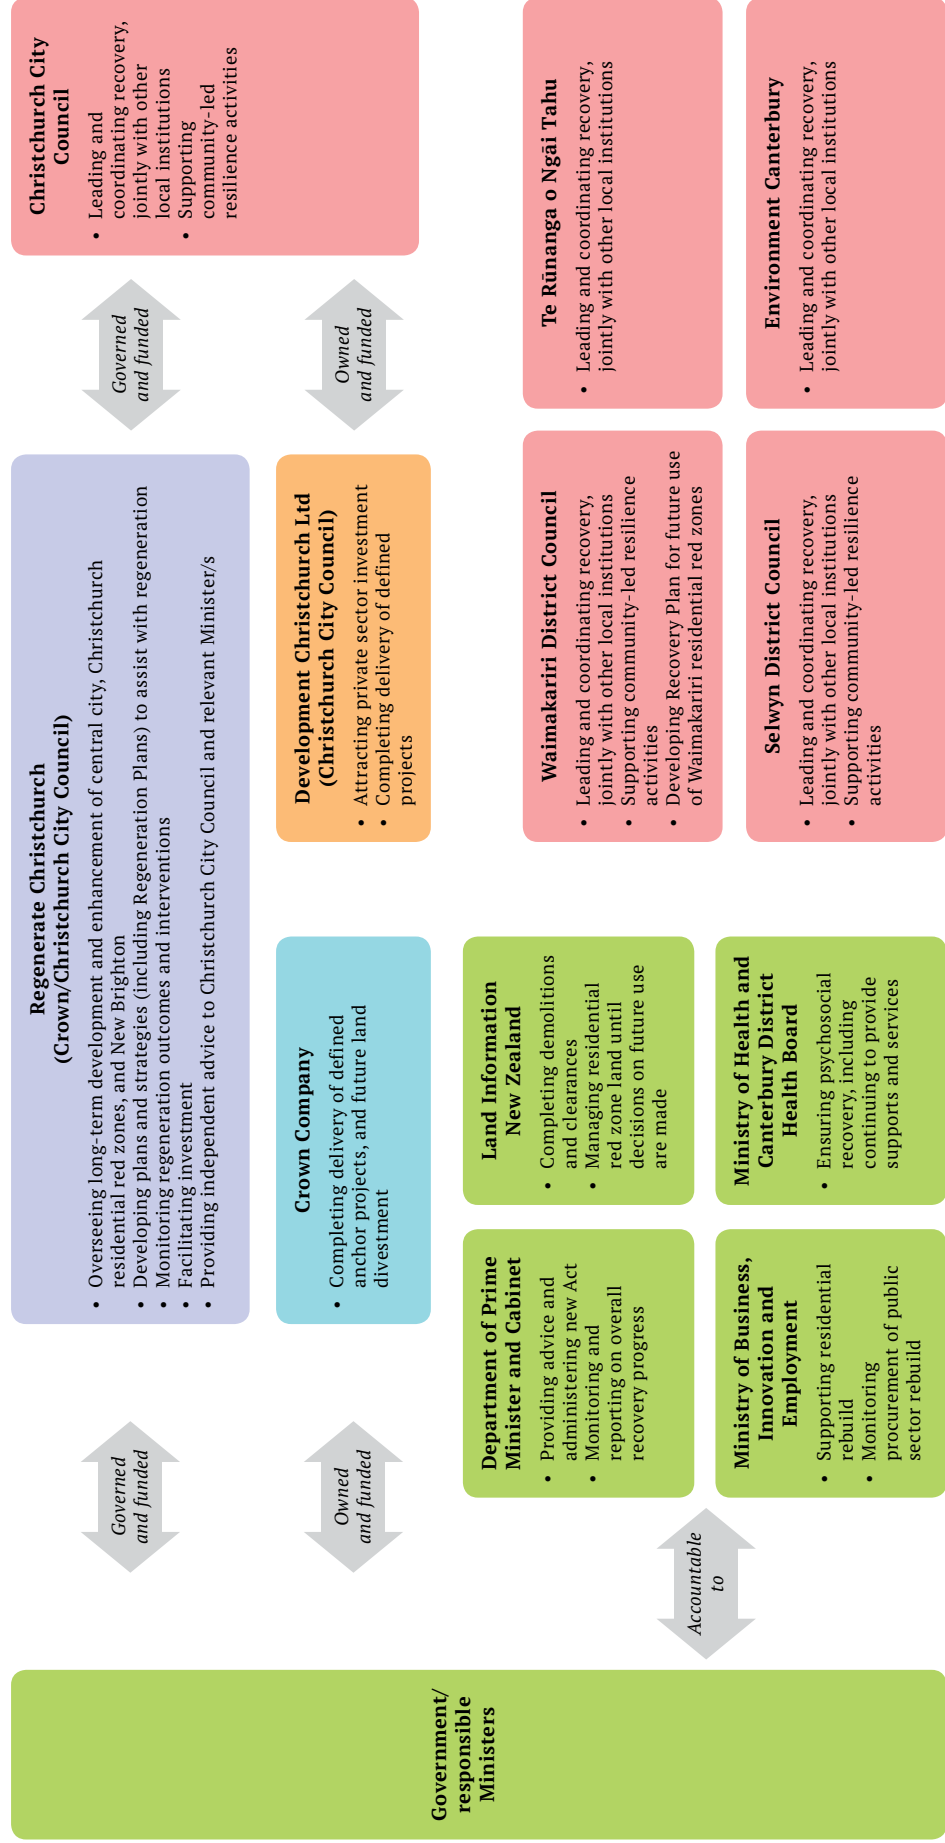 Government/
responsible
Ministers
Governed
and funded
Owned
and funded
Accountable
to
Regenerate Christchurch
(Crown/Christchurch City Council)
• Overseeing long-term development and enhancement of central city, Christchurch
residential red zones, and New Brighton
• Developing plans and strategies (including Regeneration Plans) to assist with regeneration
• Monitoring regeneration outcomes and interventions
• Facilitating investment
• Providing independent advice to Christchurch City Council and relevant Minister/s
Governed
and funded
Christchurch City
Council
• Leading and
coordinating recovery,
jointly with other
local institutions
• Supporting
community-led
resilience activities
Crown Company
• Completing delivery of defined
anchor projects, and future land
divestment
Development Christchurch Ltd
(Christchurch City Council)
• Attracting private sector investment
• Completing delivery of defined
projects
Owned
and funded
Department of Prime
Minister and Cabinet
• Providing advice and
administering new Act
• Monitoring and
reporting on overall
recovery progress
Land Information
New Zealand
• Completing demolitions
and clearances
• Managing residential
red zone land until
decisions on future use
are made
Ministry of Business,
Innovation and
Employment
• Supporting residential
rebuild
• Monitoring
procurement of public
sector rebuild
Ministry of Health and
Canterbury District
Health Board
• Ensuring psychosocial
recovery, including
continuing to provide
supports and services
Waimakariri District Council
• Leading and coordinating recovery,
jointly with other local institutions
• Supporting community-led resilience
activities
• Developing Recovery Plan for future use
of Waimakariri residential red zones
Te Rūnanga o Ngāi Tahu
• Leading and coordinating recovery,
jointly with other local institutions
Selwyn District Council
• Leading and coordinating recovery,
jointly with other local institutions
• Supporting community-led resilience
activities
Environment Canterbury
• Leading and coordinating recovery,
jointly with other local institutions